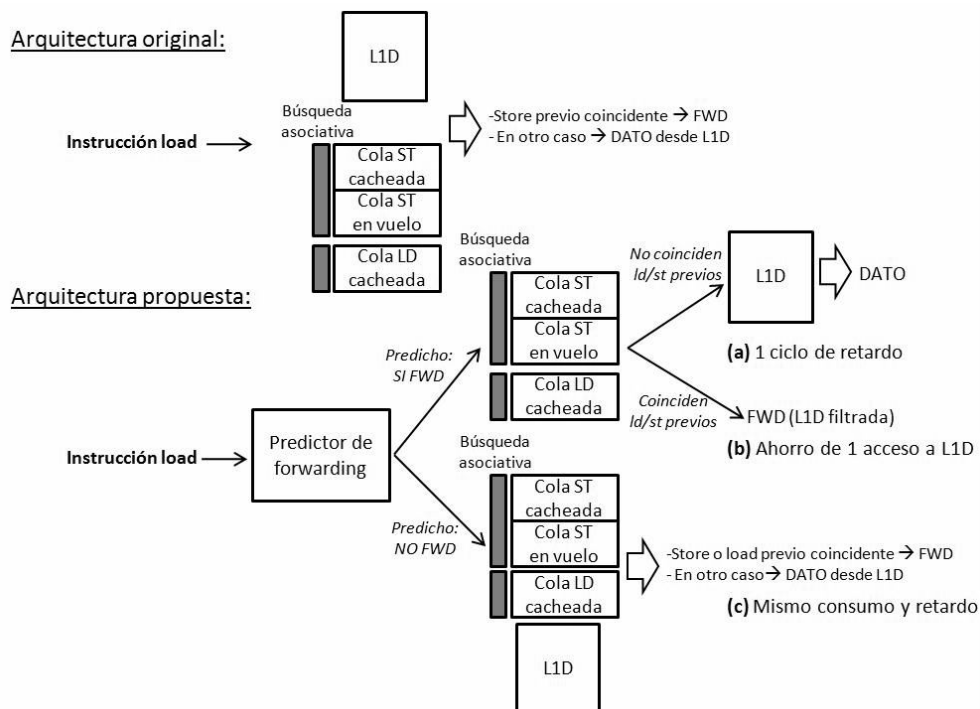 Arquitectura original:
L1D
Búsqueda
asociativa
Instrucción load
Cola ST
cacheada
Cola ST
en vuelo
Cola LD
cacheada
-Store previo coincidente → FWD
- En otro caso → DATO desde L1D
Arquitectura propuesta:
Instrucción load
Predictor de
forwarding
Predicho:
SI FWD
Búsqueda
asociativa
Cola ST
cacheada
Cola ST
en vuelo
Cola LD
cacheada
No coinciden
ld/st previos
L1D
DATO
(a) 1 ciclo de retardo
Coinciden
ld/st previos
FWD (L1D filtrada)
(b) Ahorro de 1 acceso a L1D
Predicho:
NO FWD
Búsqueda
asociativa
Cola ST
cacheada
Cola ST
en vuelo
Cola LD
cacheada
L1D
-Store o load previo coincidente → FWD
- En otro caso → DATO desde L1D
(c) Mismo consumo y retardo